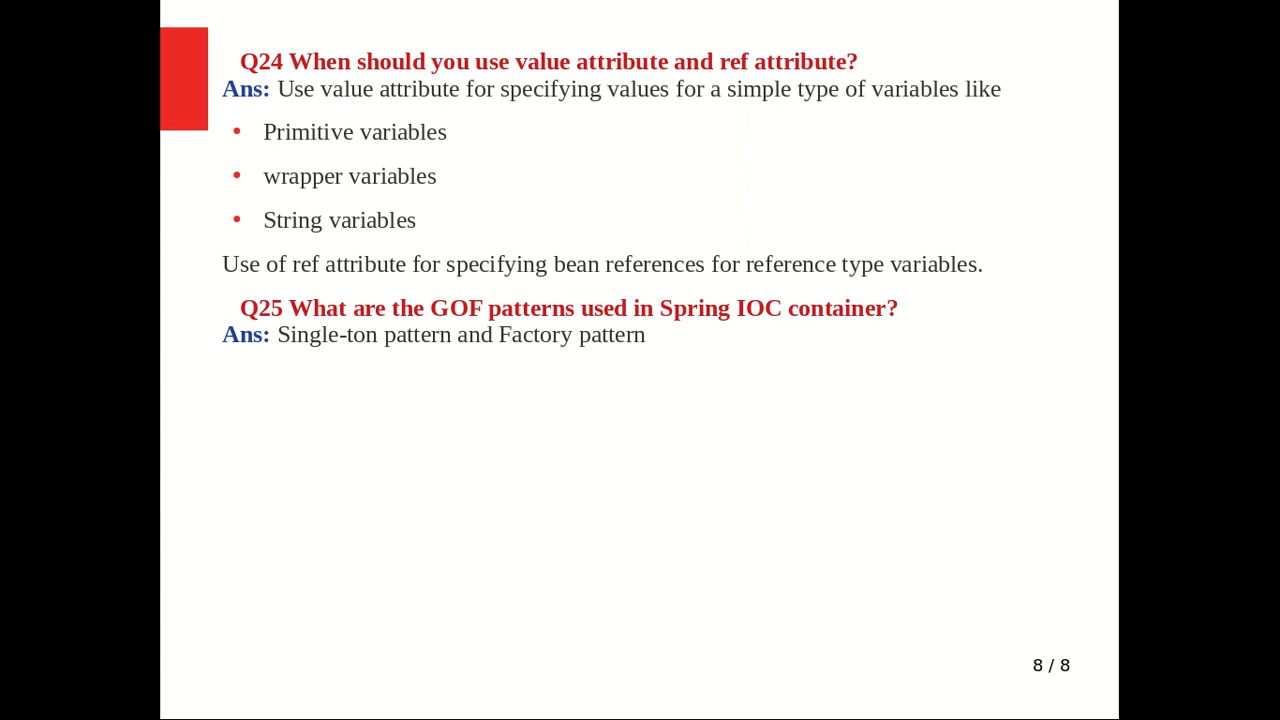 Q24 When should you use value attribute and ref attribute?
Ans: Use value attribute for specifying values for a simple type of variables like
• Primitive variables
• wrapper variables
• String variables
Use of ref attribute for specifying bean references for reference type variables.
Q25 What are the GOF patterns used in Spring IOC container?
Ans: Single-ton pattern and Factory pattern
8 / 8